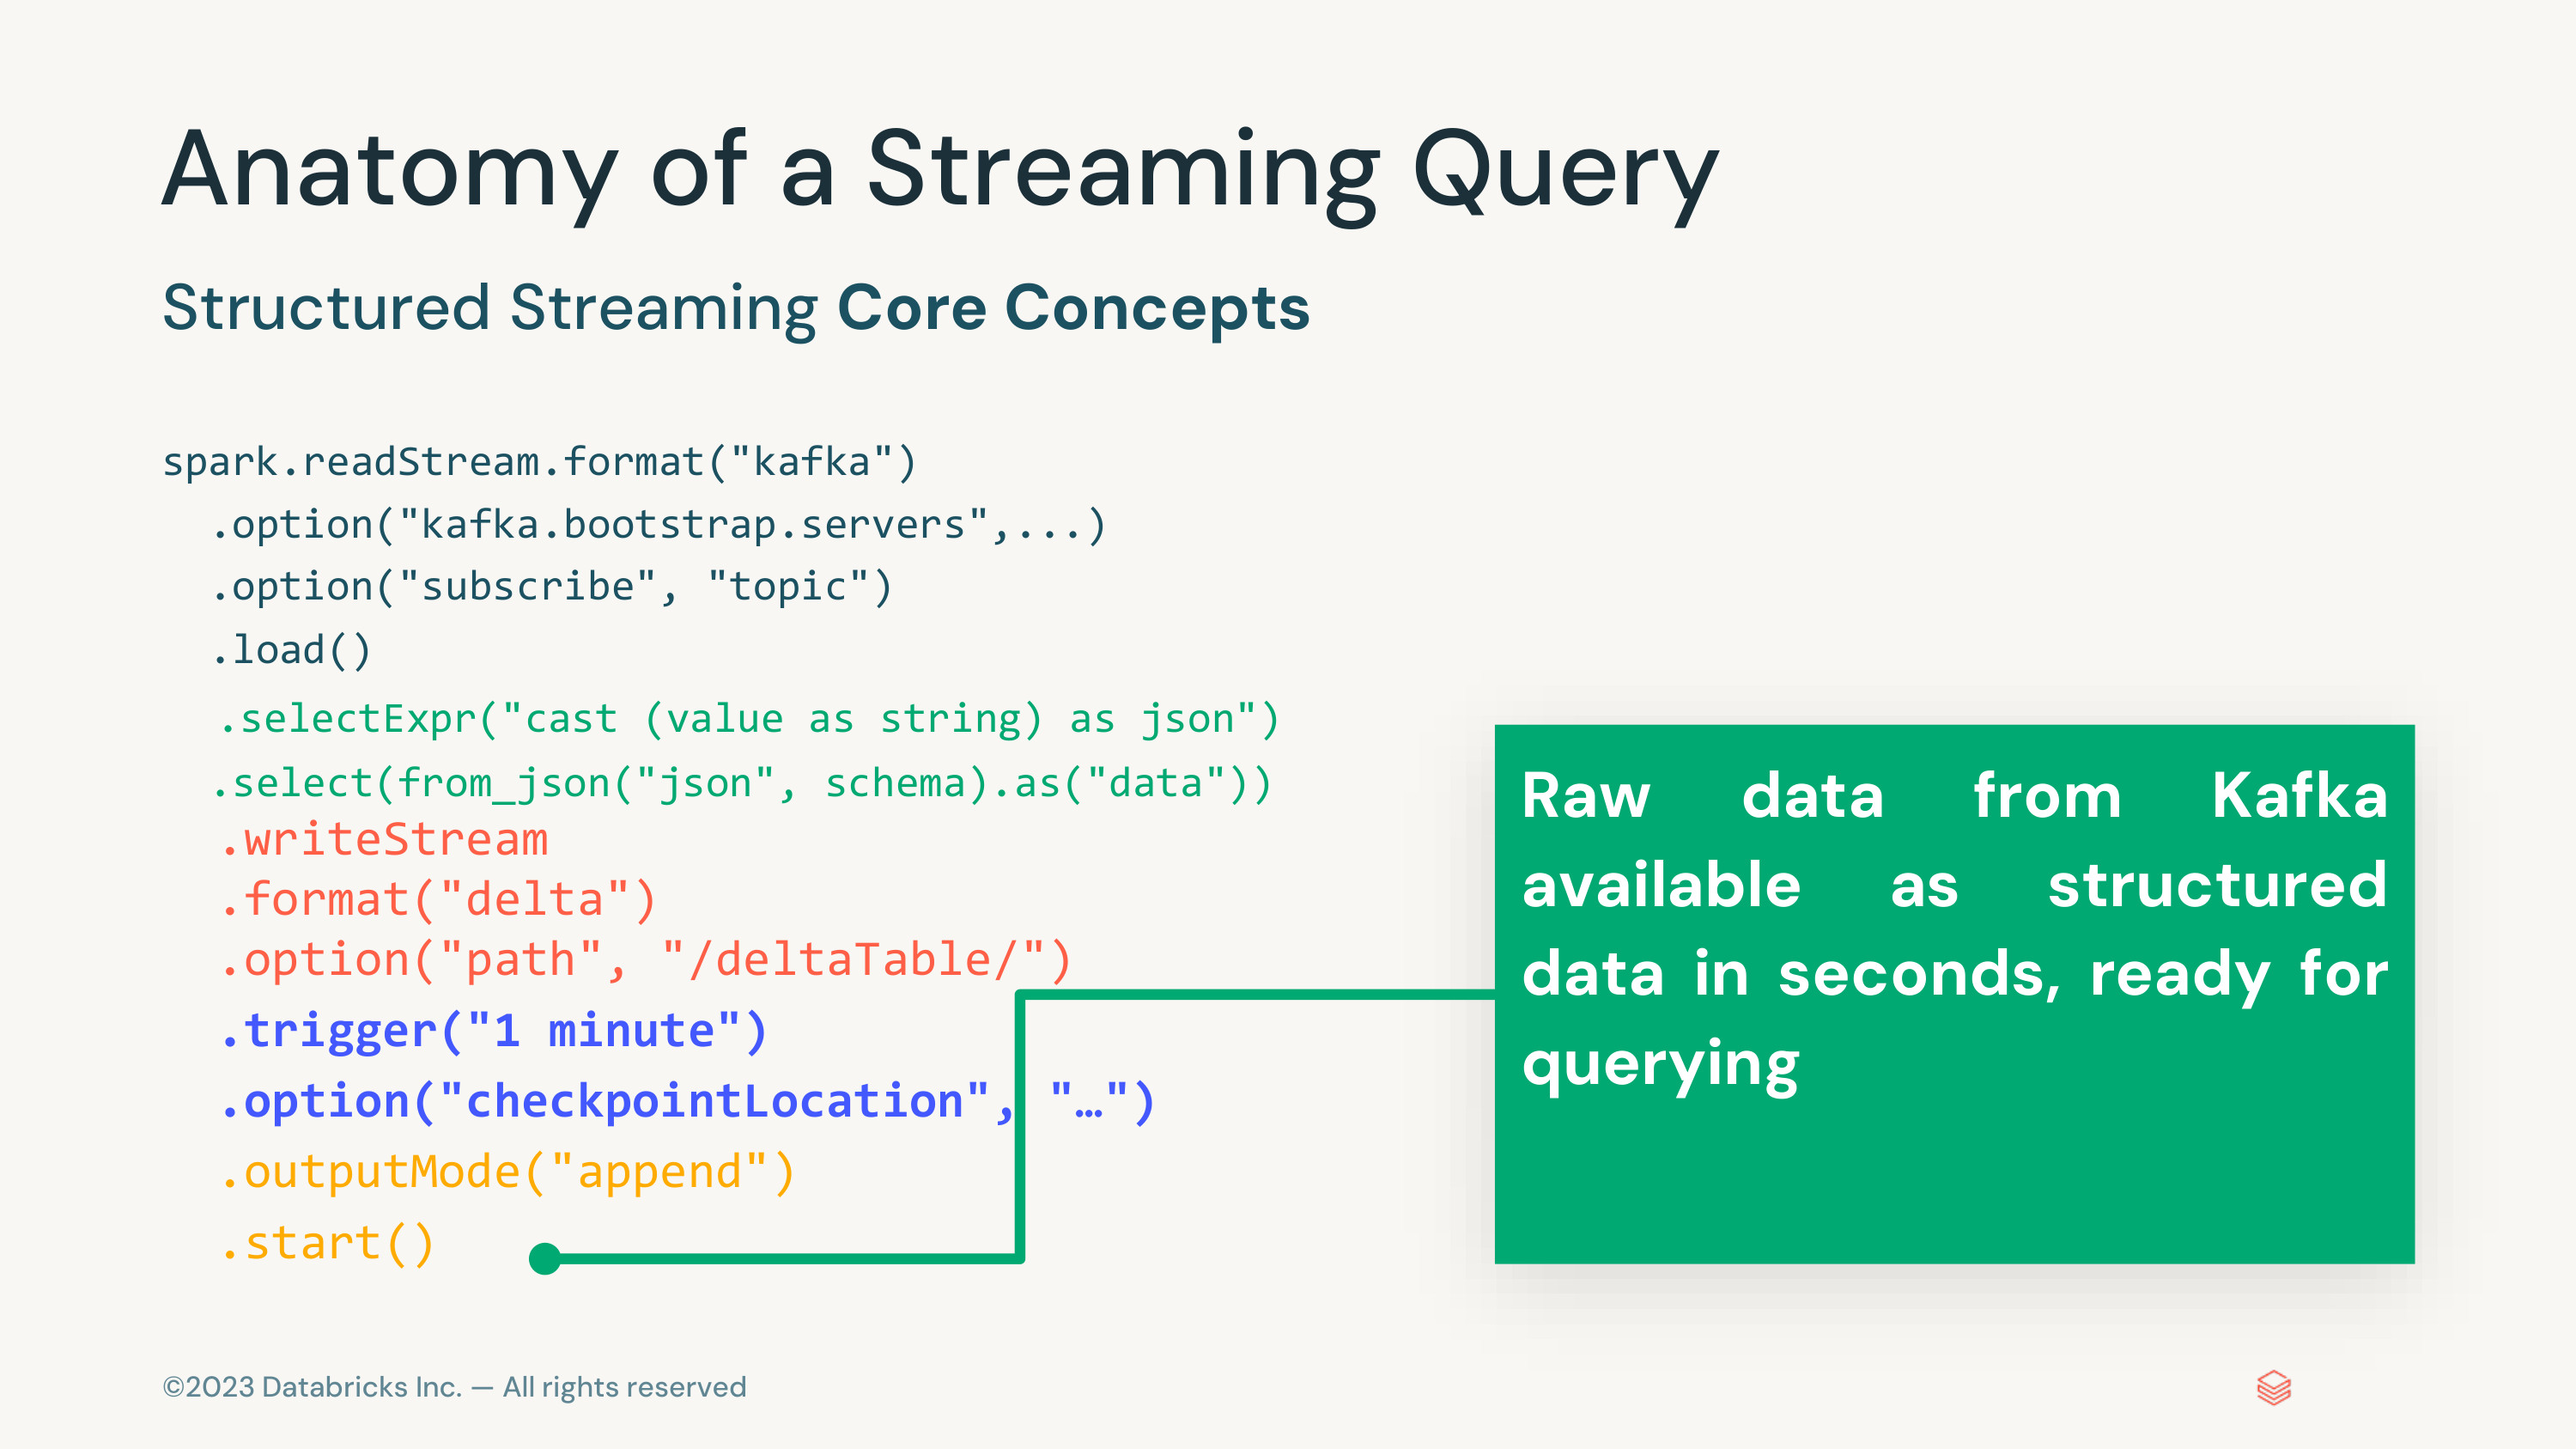 Anatomy of a Streaming Query
Structured Streaming Core Concepts
spark.readStream.format("kafka")
.option("kafka.bootstrap.servers",...)
.option("subscribe", "topic")
.load()
.selectExpr("cast (value as string) as json")
.select(from_json("json", schema).as("data"))
.writeStream
.format("delta")
.option("path", "/deltaTable/")
.trigger("1 minute")
.option("checkpointLocation", "…")
.outputMode("append")
.start()
Raw data from Kafka
available as structured
data in seconds, ready for
querying
©2023 Databricks Inc. — All rights reserved